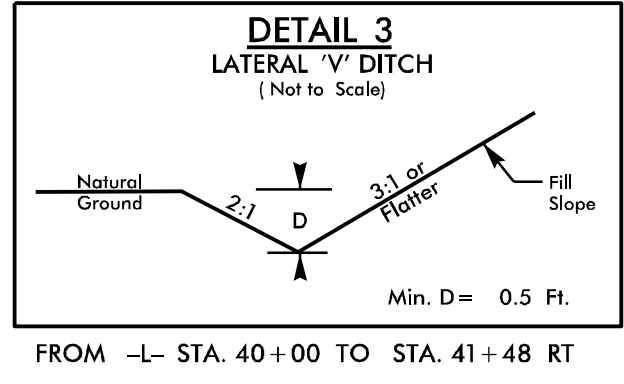 DETAIL 3
LATERAL 'V' DITCH
( Not to Scale)
Natural
Ground
2:1
D
3:1 or
Flatter
Fill
Slope
Min. D = 0.5 Ft.
FROM -L- STA. 40+00 TO STA. 41+48 RT